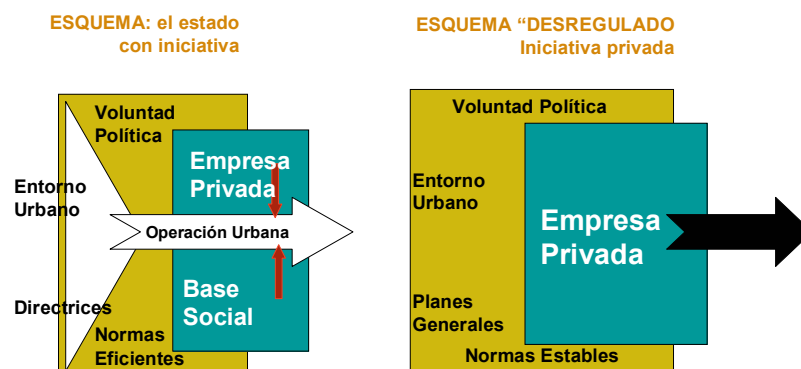 ESQUEMA: el estado
con iniciativa
Voluntad
Política
Empresa
Privada
Entorno
Urbano
Operación Urbana
Directrices
Base
Social
Normas
Eficientes
ESQUEMA “DESREGULADO
Iniciativa privada
Voluntad Política
Entorno
Urbano
Empresa
Privada
Planes
Generales
Normas Estables